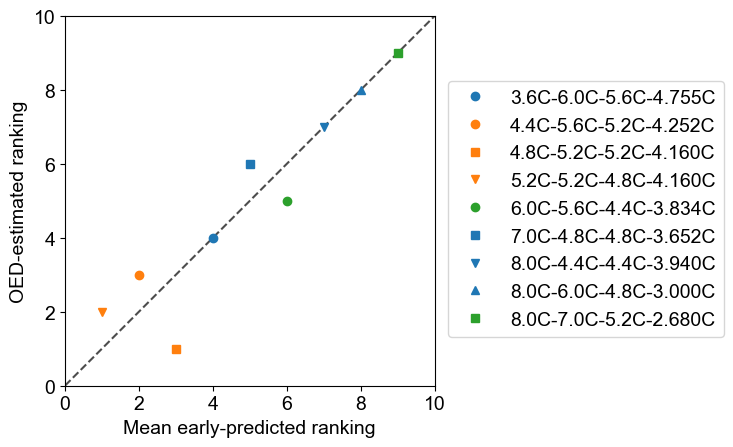 10
8
6
4
2
0
OED-estimated ranking
0 2 4 6 8 10
Mean early-predicted ranking
3.6C-6.0C-5.6C-4.755C
4.4C-5.6C-5.2C-4.252C
4.8C-5.2C-5.2C-4.160C
5.2C-5.2C-4.8C-4.160C
6.0C-5.6C-4.4C-3.834C
7.0C-4.8C-4.8C-3.652C
8.0C-4.4C-4.4C-3.940C
8.0C-6.0C-4.8C-3.000C
8.0C-7.0C-5.2C-2.680C